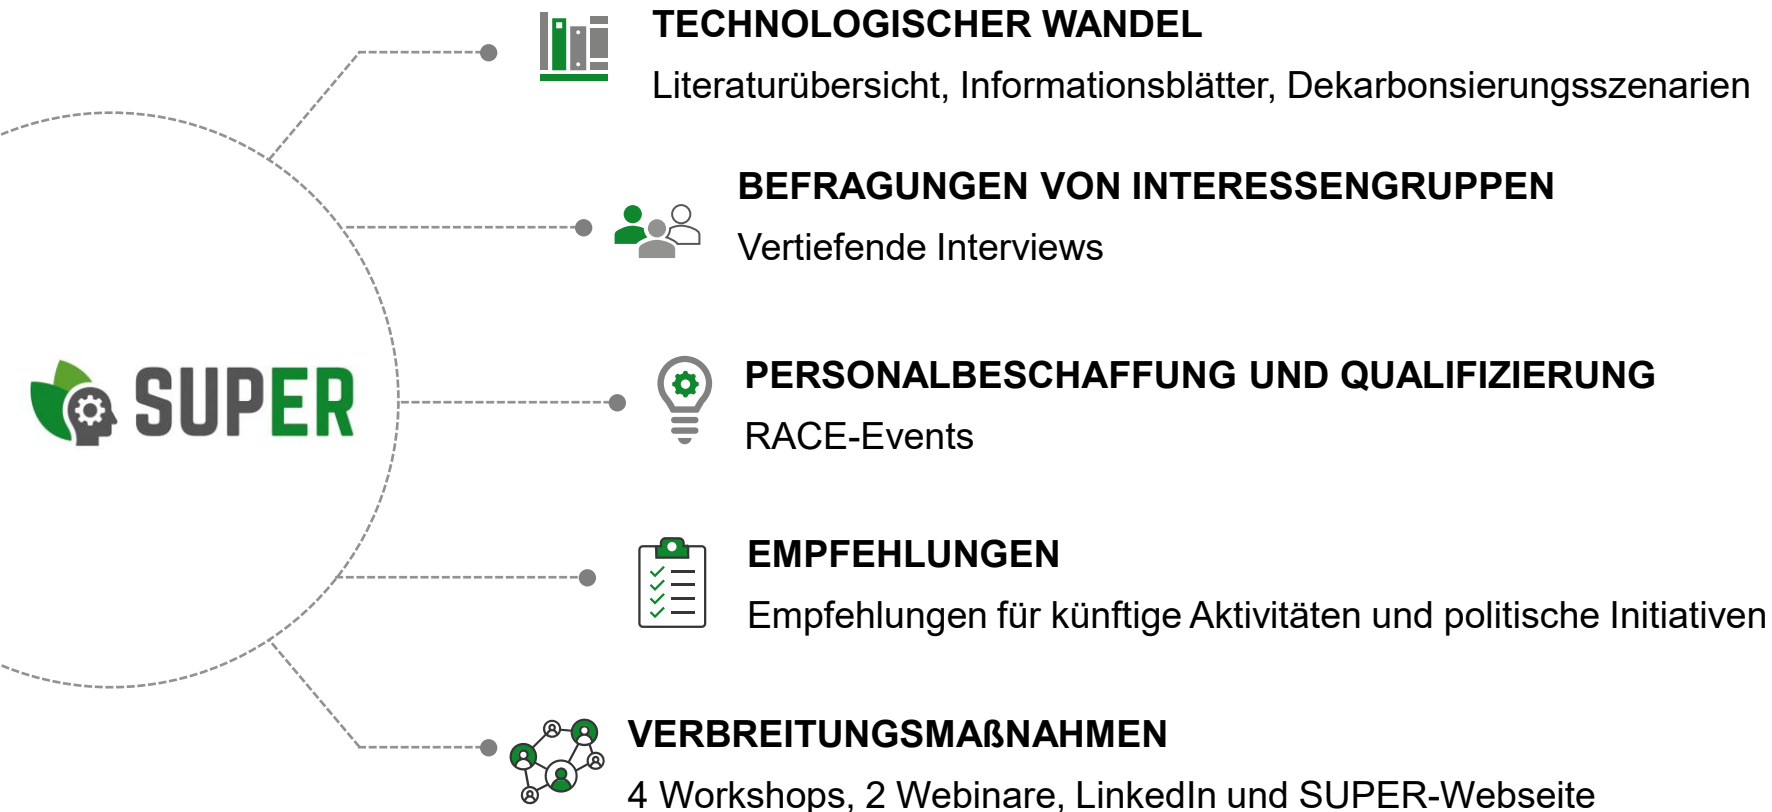 TECHNOLOGISCHER WANDEL
Literaturübersicht, Informationsblätter, Dekarbonsierungsszenarien
BEFRAGUNGEN VON INTERESSENGRUPPEN
Vertiefende Interviews
SUPER
PERSONALBESCHAFFUNG UND QUALIFIZIERUNG
RACE-Events
EMPFEHLUNGEN
Empfehlungen für künftige Aktivitäten und politische Initiativen
VERBREITUNGSMAßNAHMEN
4 Workshops, 2 Webinare, LinkedIn und SUPER-Webseite